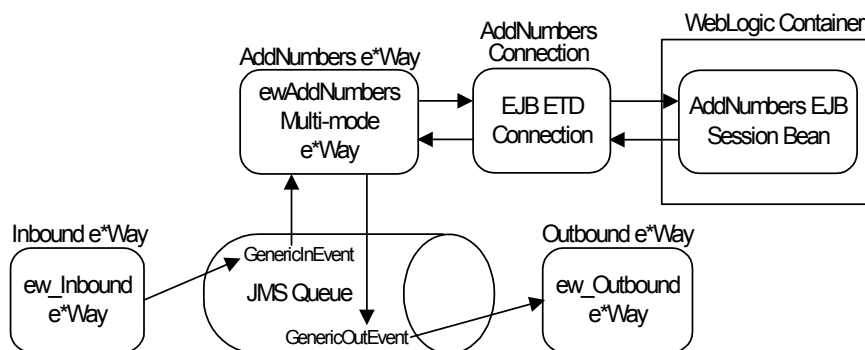 WebLogic Container
AddNumbers
Connection
AddNumbers e*Way
ewAddNumbers
Multi-mode
e*Way
EJB ETD
Connection
AddNumbers EJB
Session Bean
Inbound e*Way
ew_Inbound
e*Way
GenericInEvent
JMS Queue
GenericOutEvent
Outbound e*Way
ew_Outbound
e*Way